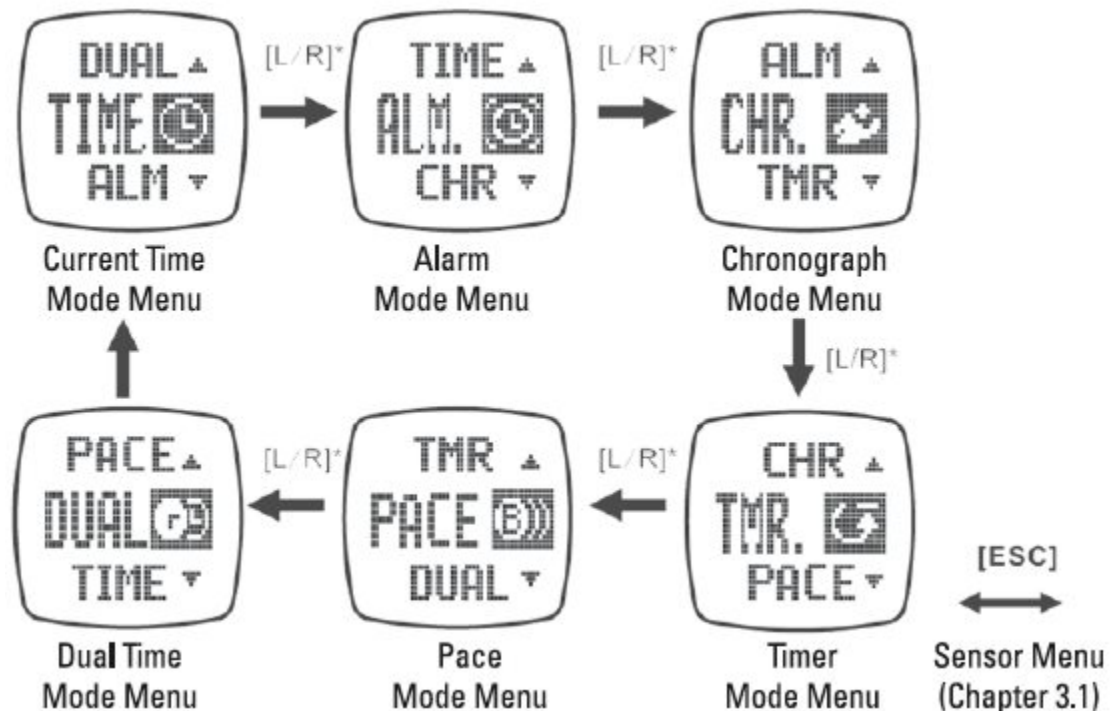 DUAL
TIME
ALM
[L/R]*
TIME
ALM.
CHR
[L/R]*
ALM
CHR.
TMR
Current Time
Mode Menu
Alarm
Mode Menu
Chronograph
Mode Menu
[L/R]*
PACE
DUAL
TIME
[L/R]*
TMR
PACE B
DUAL
[L/R]*
CHR
TMR.
PACE
[ESC]
Dual Time
Mode Menu
Pace
Mode Menu
Timer
Mode Menu
Sensor Menu
(Chapter 3.1)